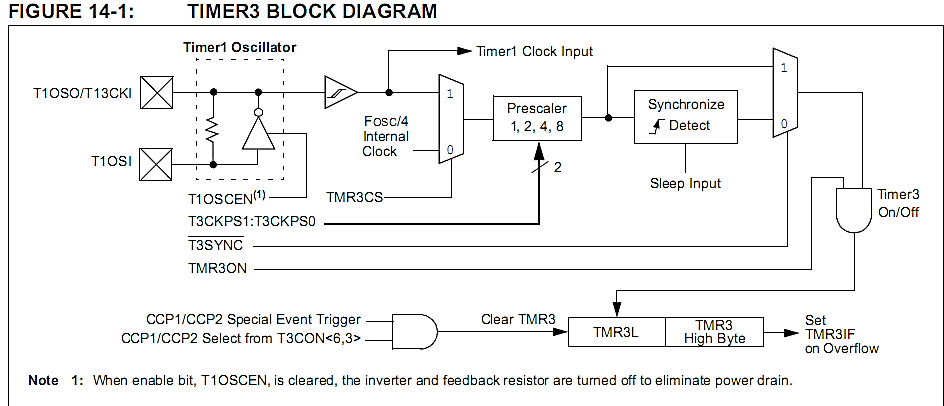 FIGURE 14-1: TIMER3 BLOCK DIAGRAM
Timer1 Oscillator
Timer1 Clock Input
T1OSO/T13CKI
1
Fosc/4
Internal
Clock
0
Prescaler
1, 2, 4, 8
2
Synchronize
Detect
Sleep Input
1
0
T1OSI
T1OSCEN(1)
TMR3CS
T3CKPS1:T3CKPS0
T3SYNC
TMR3ON
Timer3
On/Off
CCP1/CCP2 Special Event Trigger
CCP1/CCP2 Select from T3CON<6,3>
Clear TMR3
TMR3L
TMR3
High Byte
Set
TMR3IF
on Overflow
Note 1: When enable bit, T1OSCEN, is cleared, the inverter and feedback resistor are turned off to eliminate power drain.